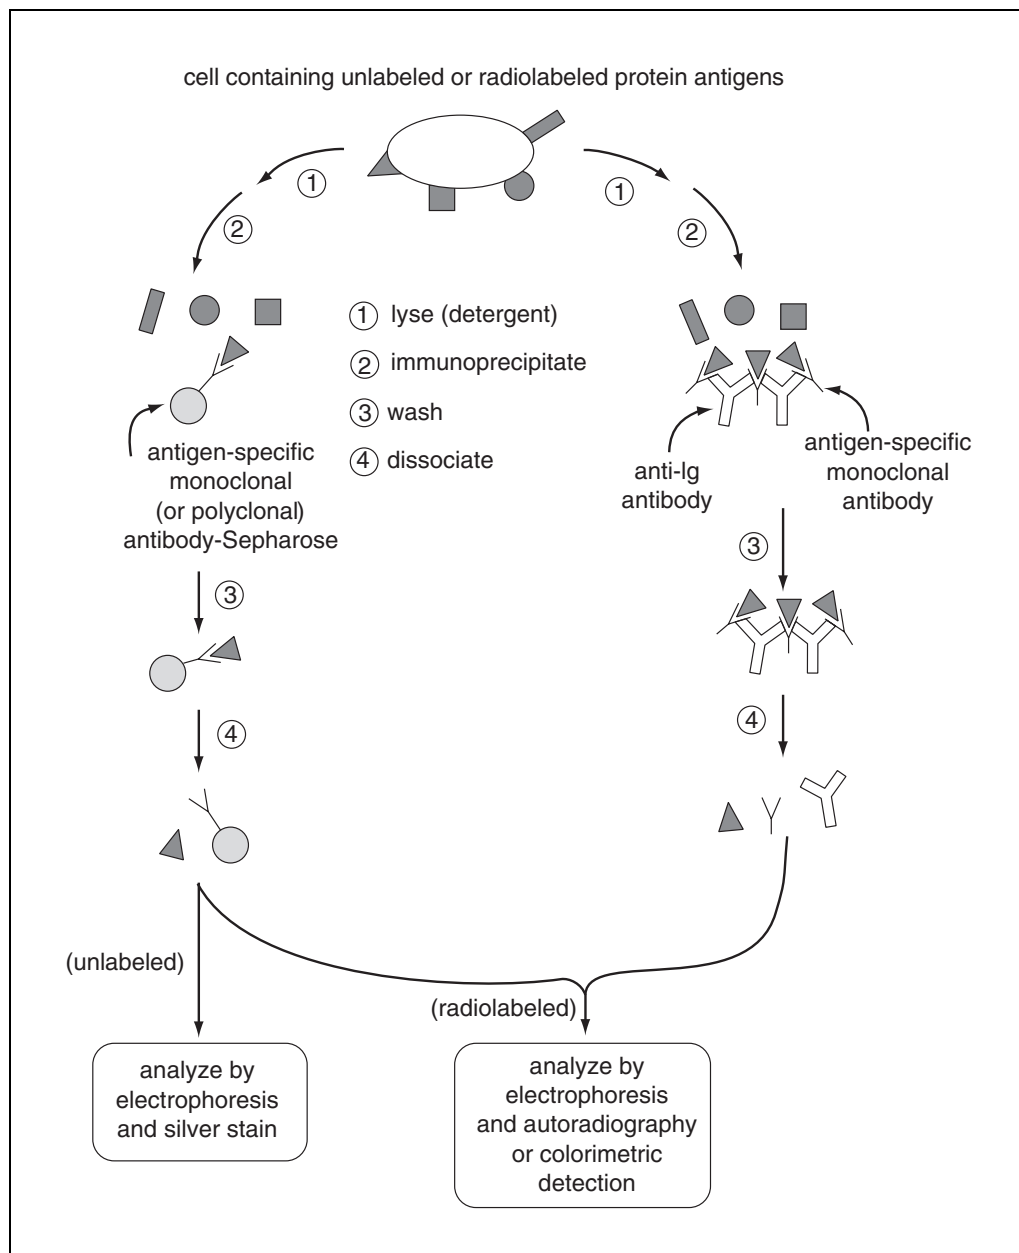 cell containing unlabeled or radiolabeled protein antigens
1
1
2
2
1 lyse (detergent)
2 immunoprecipitate
3 wash
4 dissociate
antigen-specific
monoclonal
(or polyclonal)
antibody-Sepharose
anti-Ig
antibody
antigen-specific
monoclonal
antibody
3
3
4
4
(unlabeled)
(radiolabeled)
analyze by
electrophoresis
and silver stain
analyze by
electrophoresis
and autoradiography
or colorimetric
detection